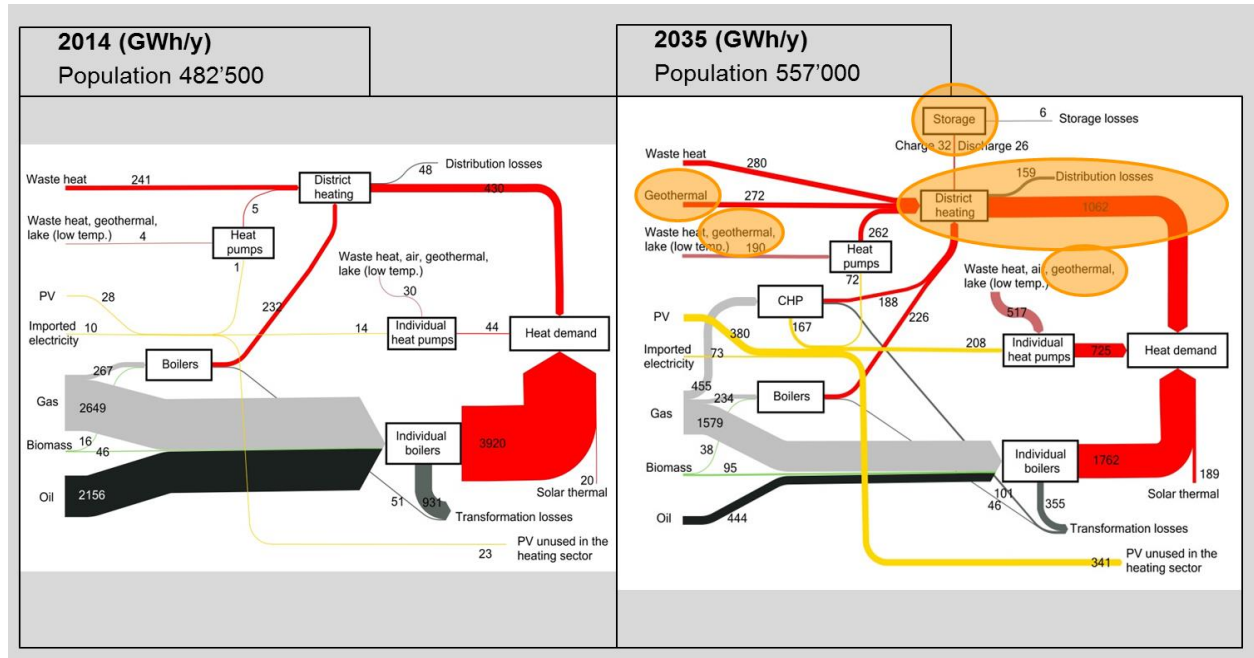 2014 (GWh/y)
Population 482'500
Waste heat
241
District
heating
48
Distribution losses
430
5
Waste heat, geothermal,
lake (low temp.)
4
Heat
pumps
1
Waste heat, air, geothermal,
lake (low temp.)
30
PV
28
232
Imported
electricity
10
14
Individual
heat pumps
44
Heat demand
Boilers
267
Gas
2649
Biomass
16
46
Individual
boilers
3920
Oil
2156
20
Solar thermal
51
931
Transformation losses
23
PV unused in the
heating sector
2035 (GWh/y)
Population 557'000
Storage
6
Storage losses
Charge 32
Discharge 26
Waste heat
280
159
Distribution losses
Geothermal
272
District
heating
1062
Waste heat, geothermal,
lake (low temp.)
190
262
Heat
pumps
72
Waste heat, air, geothermal,
lake (low temp.)
517
CHP
188
PV
380
167
226
Imported
electricity
73
208
Individual
heat pumps
725
Heat demand
455
234
Boilers
Gas
1579
38
Biomass
95
Individual
boilers
1762
189
Solar thermal
101
46
355
Oil
444
Transformation losses
341
PV unused in the
heating sector